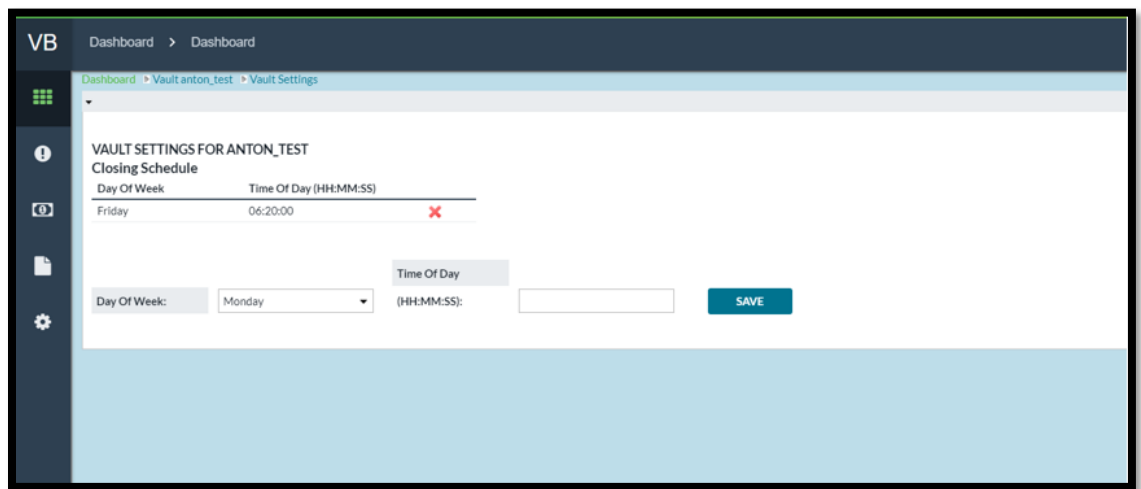 VB
Dashboard > Dashboard
Dashboard Vault anton_test Vault Settings
VAULT SETTINGS FOR ANTON_TEST
Closing Schedule
Day Of Week Time Of Day (HH:MM:SS)
Friday 06:20:00
Time Of Day
Day Of Week: Monday (HH:MM:SS): SAVE